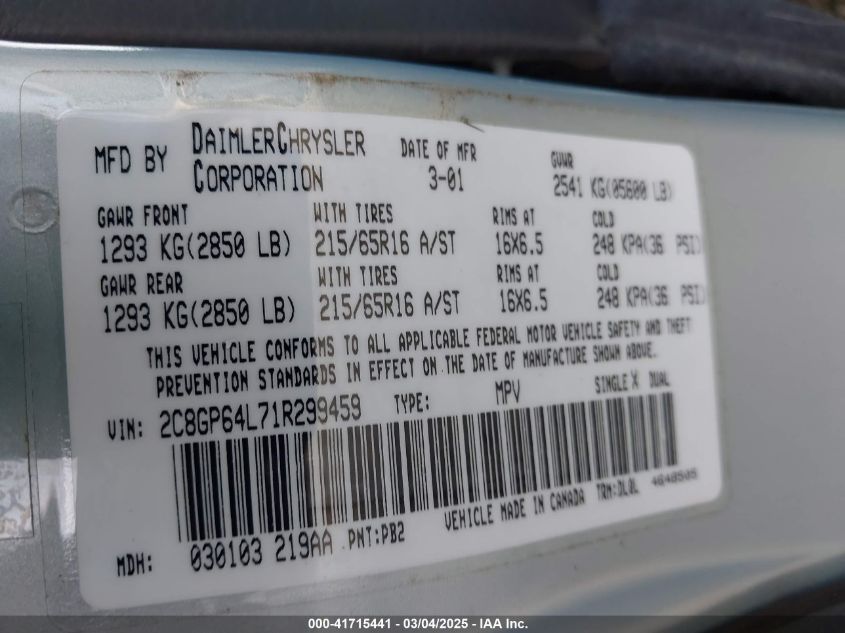 MFD BY DAIMLERCHRYSLER CORPORATION DATE OF MFR 3-01 GVWR 2541 KG(05600 LB)
GAWR FRONT WITH TIRES RIMS AT COLD
1293 KG(2850 LB) 215/65R16 A/ST 16X6.5 248 KPA(36 PSI)
GAWR REAR WITH TIRES RIMS AT COLD
1293 KG(2850 LB) 215/65R16 A/ST 16X6.5 248 KPA(36 PSI)
THIS VEHICLE CONFORMS TO ALL APPLICABLE FEDERAL MOTOR VEHICLE SAFETY AND THEFT
PREVENTION STANDARDS IN EFFECT ON THE DATE OF MANUFACTURE SHOWN ABOVE.
VIN: 2C8GP64L71R299459 TYPE: MPV SINGLE X DUAL
VEHICLE MADE IN CANADA TRM:DL0L 4648505
MDH: 030103 219AA PNT:PB2
000-41715441 - 03/04/2025 - IAA Inc.